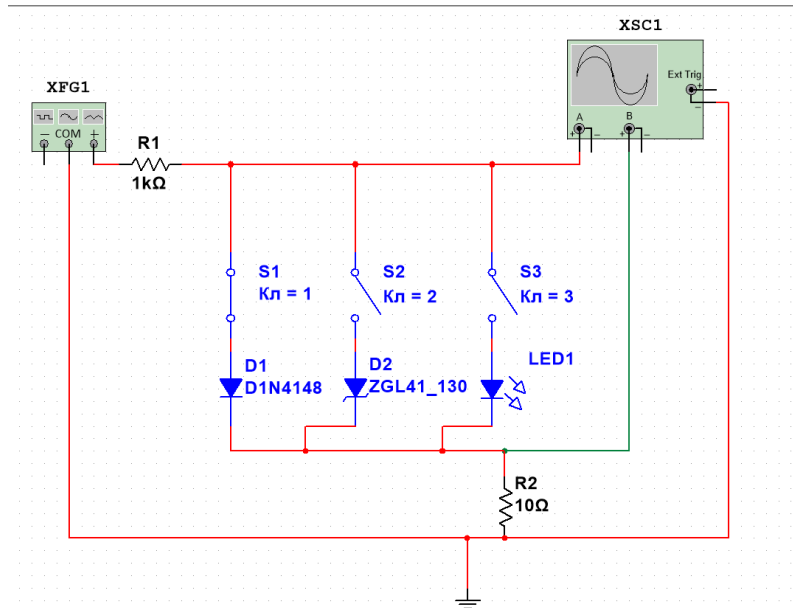 XSC1
Ext Trig
+
−
A
B
+
−
+
−
XFG1
− COM +
R1
1kΩ
S1
Кл = 1
S2
Кл = 2
S3
Кл = 3
D1
D1N4148
D2
ZGL41_130
LED1
R2
10Ω